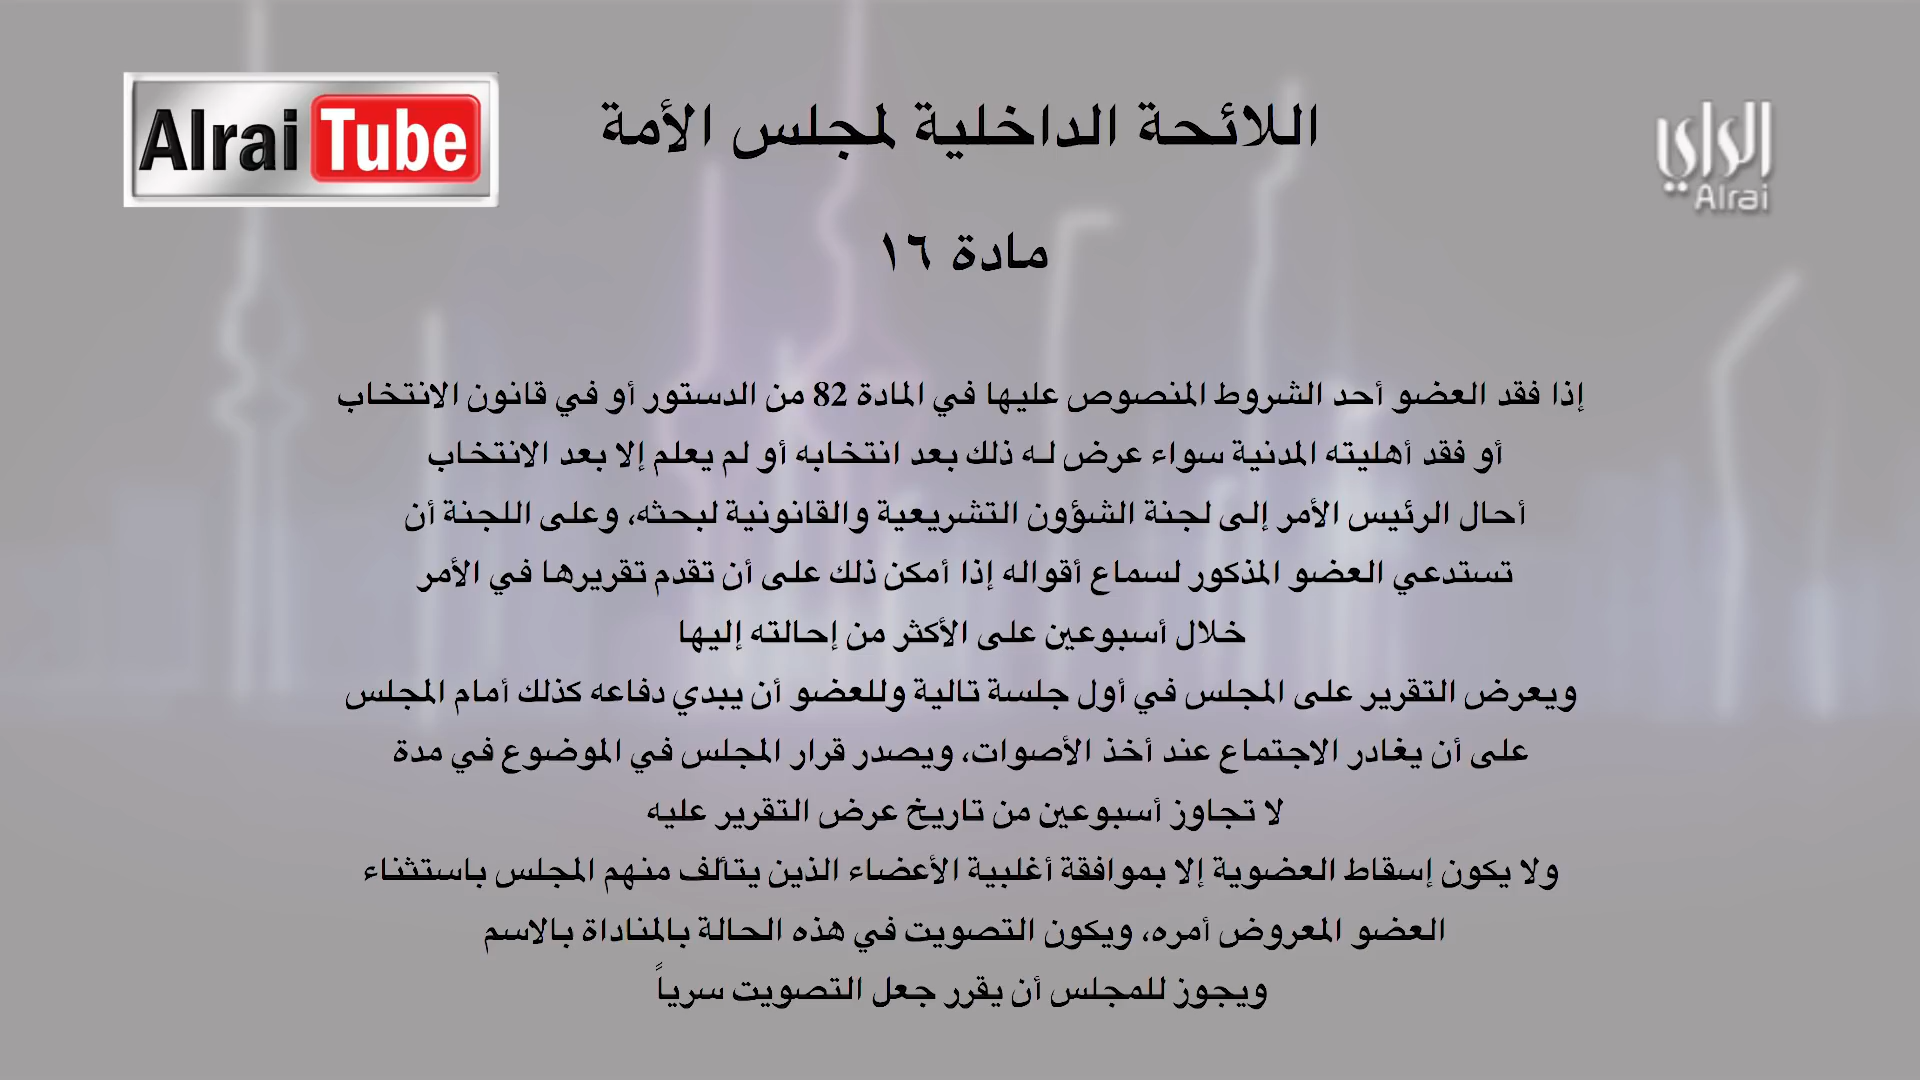 Alrai Tube
اللائحة الداخلية لمجلس الأمة
الراي
Alrai
مادة ١٦
إذا فقد العضو أحد الشروط المنصوص عليها في المادة 82 من الدستور أو في قانون الانتخاب
أو فقد أهليته المدنية سواء عرض له ذلك بعد انتخابه أو لم يعلم إلا بعد الانتخاب
أحال الرئيس الأمر إلى لجنة الشؤون التشريعية والقانونية لبحثه، وعلى اللجنة أن
تستدعي العضو المذكور لسماع أقواله إذا أمكن ذلك على أن تقدم تقريرها في الأمر
خلال أسبوعين على الأكثر من إحالته إليها
ويعرض التقرير على المجلس في أول جلسة تالية وللعضو أن يبدي دفاعه كذلك أمام المجلس
على أن يغادر الاجتماع عند أخذ الأصوات، ويصدر قرار المجلس في الموضوع في مدة
لا تجاوز أسبوعين من تاريخ عرض التقرير عليه
ولا يكون إسقاط العضوية إلا بموافقة أغلبية الأعضاء الذين يتألف منهم المجلس باستثناء
العضو المعروض أمره، ويكون التصويت في هذه الحالة بالمناداة بالاسم
ويجوز للمجلس أن يقرر جعل التصويت سرياً